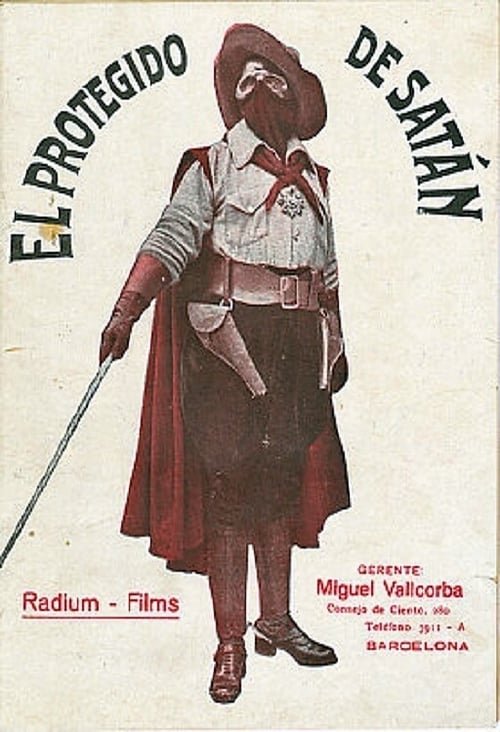 EL PROTEGIDO
DE SATÁN
Radium - Films
GERENTE:
Miguel Vallcorba
Consejo de Ciento, 280
Teléfono 3911 - A
BARCELONA